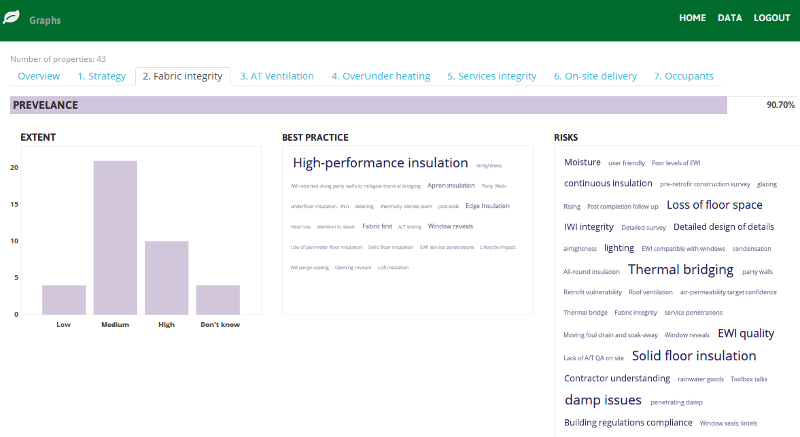 Graphs
HOME DATA LOGOUT
Number of properties: 43
Overview 1. Strategy 2. Fabric integrity 3. AT Ventilation 4. OverUnder heating 5. Services integrity 6. On-site delivery 7. Occupants
PREVELANCE 90.70%
EXTENT
20
15
10
5
0
Low Medium High Don't know
BEST PRACTICE
High-performance insulation Airtightness
IWI returned along party walls to mitigate thermal bridging Apron insulation Party Walls
underfloor insulation - thin detailing thermally literate team joist ends Edge Insulation
Heat loss attention to detail Fabric first A/T testing Window reveals
Use of perimeter floor insulation Solid floor insulation EWI service penetrations Lifecycle impact
IWI parge coating Opening reveals Loft insulation
RISKS
Moisture user friendly Poor levels of EWI
continuous insulation pre-retrofir construction survey glazing
Rising Post completion follow up Loss of floor space
IWI integrity Detailed survey Detailed design of details
airtightness lighting EWI compatible with windows condensation
All-round insulation Thermal bridging party walls
Retrofit vulnerability Roof ventilation air-permeability target confidence
Thermal bridge Fabric integrity service penetrations
Moving foul drain and soak-away Window reveals EWI quality
Lack of A/T QA on site Solid floor insulation
Contractor understanding rainwater goods Toolbox talks
damp issues penetrating damp
Building regulations compliance Window seals; lintels